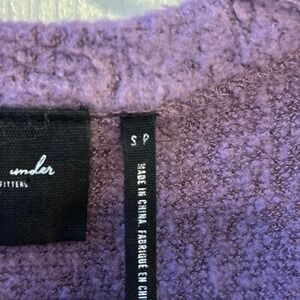 under
FITTERS
S P
MADE IN CHINA FABRIQUÉ EN CHI